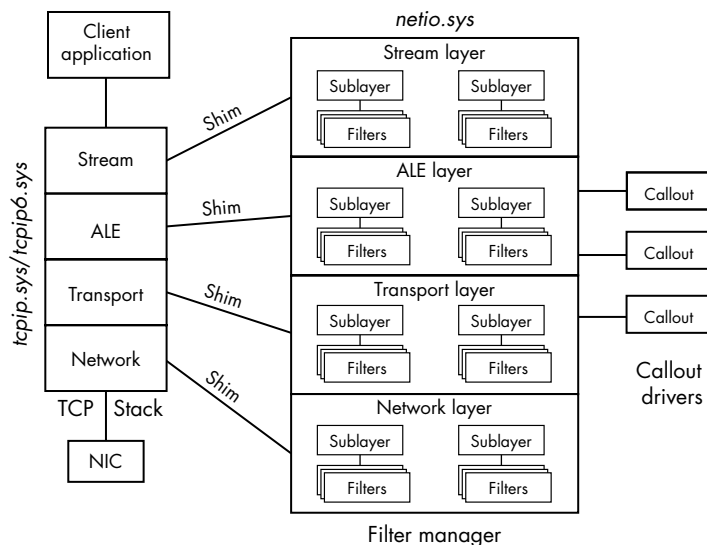 netio.sys
Client
application
Stream layer
Sublayer
Sublayer
Filters
Filters
Shim
Stream
ALE layer
Sublayer
Sublayer
Filters
Filters
Shim
ALE
tcpip.sys/tcpip6.sys
Callout
Callout
Callout
Transport layer
Sublayer
Sublayer
Filters
Filters
Shim
Transport
Network
Shim
Network layer
Sublayer
Sublayer
Filters
Filters
Callout
drivers
TCP Stack
NIC
Filter manager